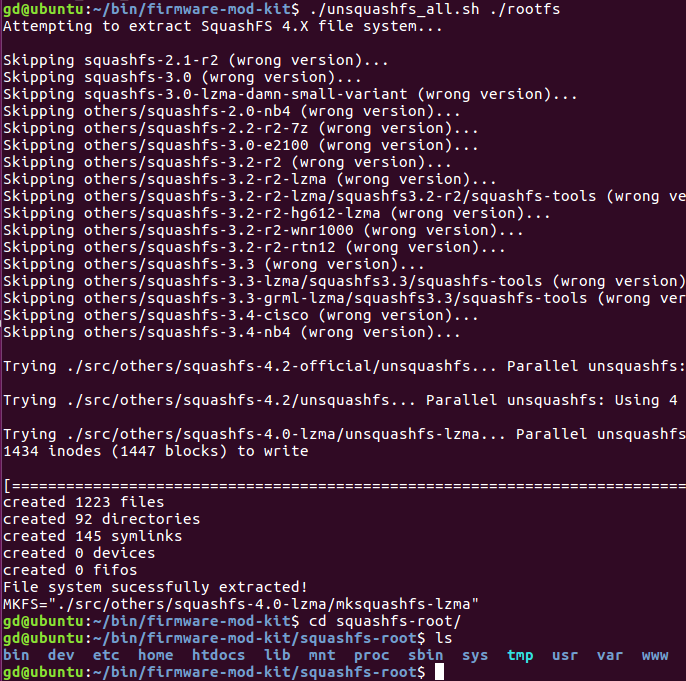 gd@ubuntu:~/bin/firmware-mod-kit$ ./unsquashfs_all.sh ./rootfs
Attempting to extract SquashFS 4.X file system...
Skipping squashfs-2.1-r2 (wrong version)...
Skipping squashfs-3.0 (wrong version)...
Skipping squashfs-3.0-lzma-damn-small-variant (wrong version)...
Skipping others/squashfs-2.0-nb4 (wrong version)...
Skipping others/squashfs-2.2-r2-7z (wrong version)...
Skipping others/squashfs-3.0-e2100 (wrong version)...
Skipping others/squashfs-3.2-r2 (wrong version)...
Skipping others/squashfs-3.2-r2-lzma (wrong version)...
Skipping others/squashfs-3.2-r2-lzma/squashfs3.2-r2/squashfs-tools (wrong ve
Skipping others/squashfs-3.2-r2-hg612-lzma (wrong version)...
Skipping others/squashfs-3.2-r2-wnr1000 (wrong version)...
Skipping others/squashfs-3.2-r2-rtn12 (wrong version)...
Skipping others/squashfs-3.3 (wrong version)...
Skipping others/squashfs-3.3-lzma/squashfs3.3/squashfs-tools (wrong version)
Skipping others/squashfs-3.3-grml-lzma/squashfs3.3/squashfs-tools (wrong ver
Skipping others/squashfs-3.4-cisco (wrong version)...
Skipping others/squashfs-3.4-nb4 (wrong version)...
Trying ./src/others/squashfs-4.2-official/unsquashfs... Parallel unsquashfs:
Trying ./src/others/squashfs-4.2/unsquashfs... Parallel unsquashfs: Using 4
Trying ./src/others/squashfs-4.0-lzma/unsquashfs-lzma... Parallel unsquashfs
1434 inodes (1447 blocks) to write
[===========================================================================
created 1223 files
created 92 directories
created 145 symlinks
created 0 devices
created 0 fifos
File system sucessfully extracted!
MKFS="./src/others/squashfs-4.0-lzma/mksquashfs-lzma"
gd@ubuntu:~/bin/firmware-mod-kit$ cd squashfs-root/
gd@ubuntu:~/bin/firmware-mod-kit/squashfs-root$ ls
bin dev etc home htdocs lib mnt proc sbin sys tmp usr var www
gd@ubuntu:~/bin/firmware-mod-kit/squashfs-root$